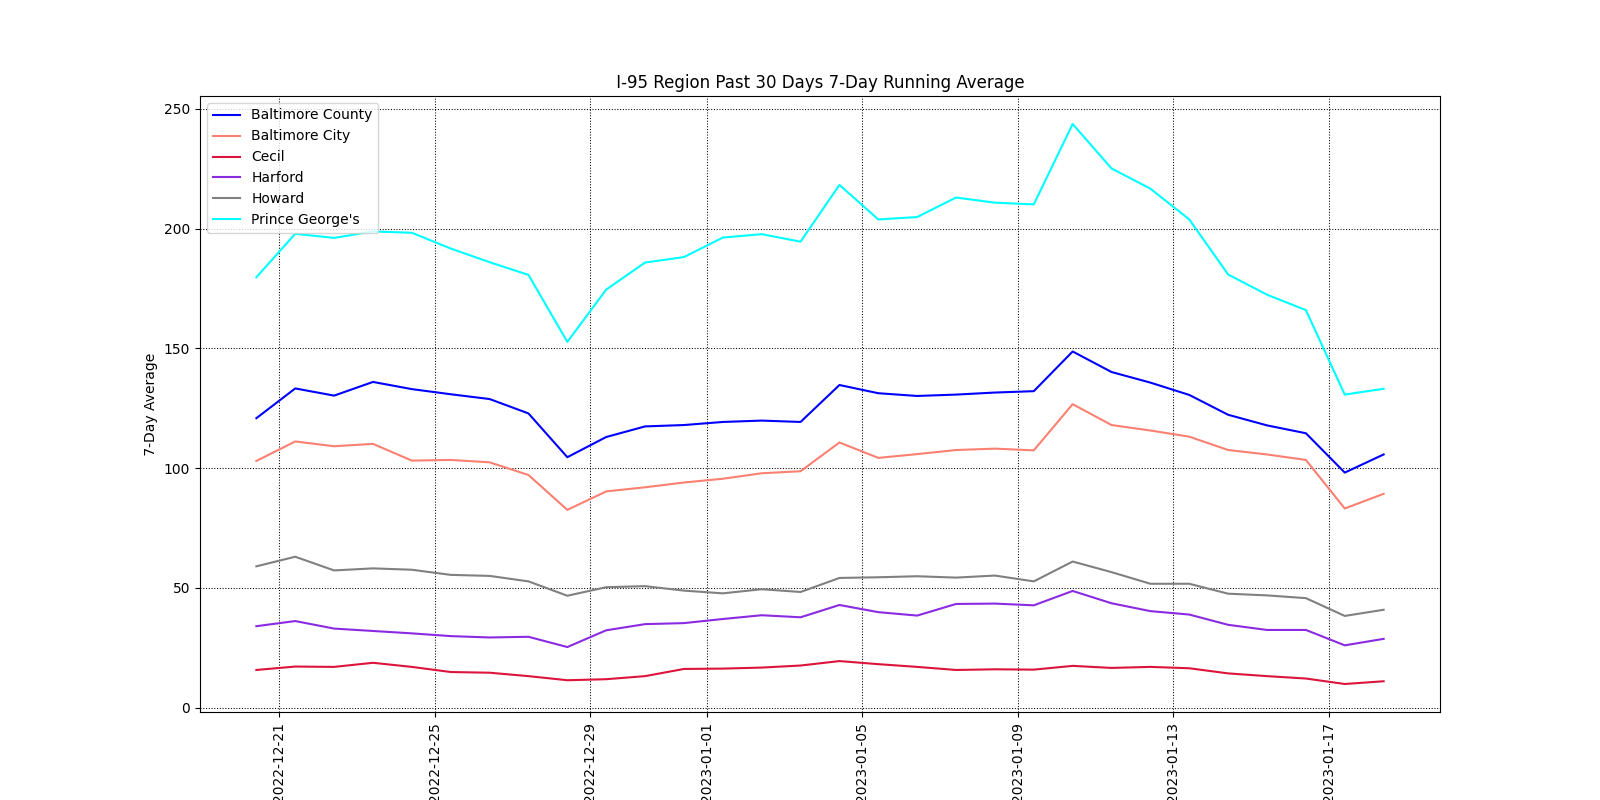 I-95 Region Past 30 Days 7-Day Running Average
250
200
150
100
50
0
7-Day Average
Baltimore County
Baltimore City
Cecil
Harford
Howard
Prince George's
2022-12-21
2022-12-25
2022-12-29
2023-01-01
2023-01-05
2023-01-09
2023-01-13
2023-01-17